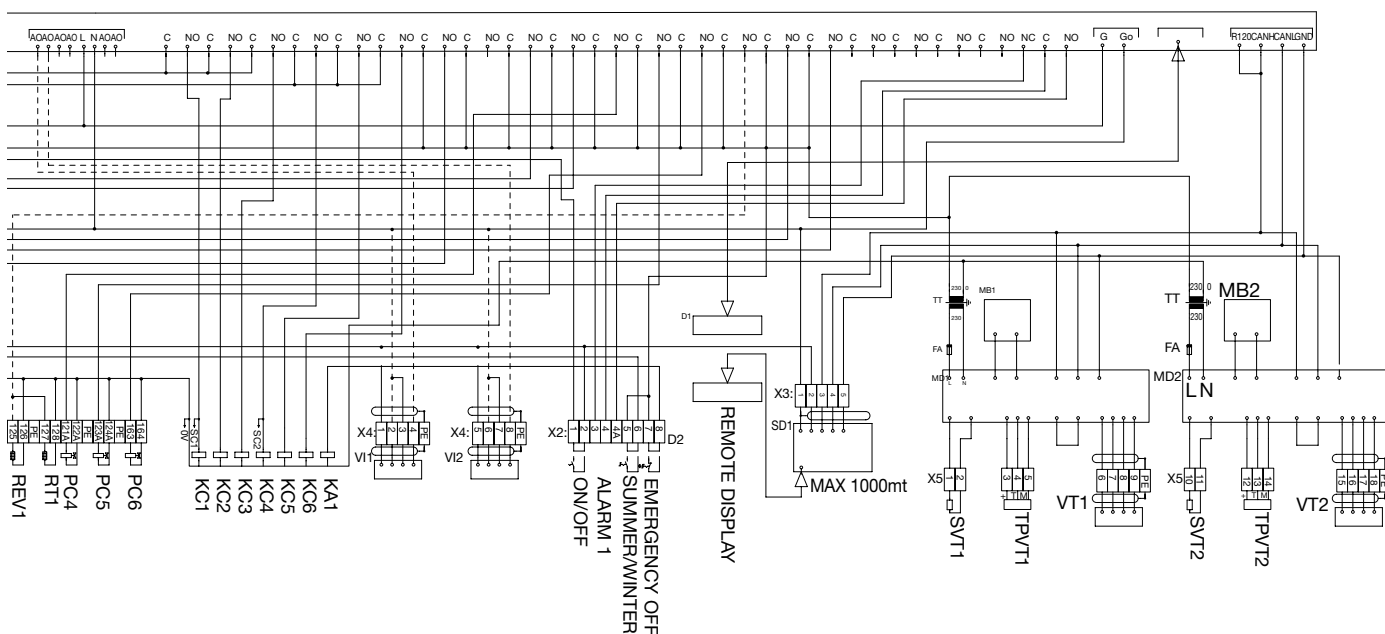 AO AO AO AO L N AO AO C NO C NO C NO C NO C NO C NO C NO C NO C NO C NO C NO C NO C NO C NO C NO C NO C NO C NO C NO C NO NC C NO G Go R120 CANH CANL GND
230 0
MB1
TT
230
FA
MD1
L N
230 0
MB2
TT
230
FA
MD2
L N
D1
REMOTE DISPLAY
X3:
1 2 3 4 5
SD1
MAX 1000mt
125 126 PE 127 128 121A 122A PE 123A 124A PE 163 164
REV1
RT1
PC4
PC5
PC6
0V
SC1
SC2
KC1
KC2
KC3
KC4
KC5
KC6
KA1
X4:
1 2 3 4 PE
VI1
X4:
5 6 7 8 PE
VI2
X2:
1 2 3 4 4A 5 6 7 8
D2
ON/OFF
ALARM 1
SUMMER/WINTER
EMERGENCY OFF
X5
1 2
SVT1
3 4 5
+ T M
TPVT1
6 7 8 9 PE
VT1
X5
10 11
SVT2
12 13 14
+ T M
TPVT2
15 16 17 18 PE
VT2